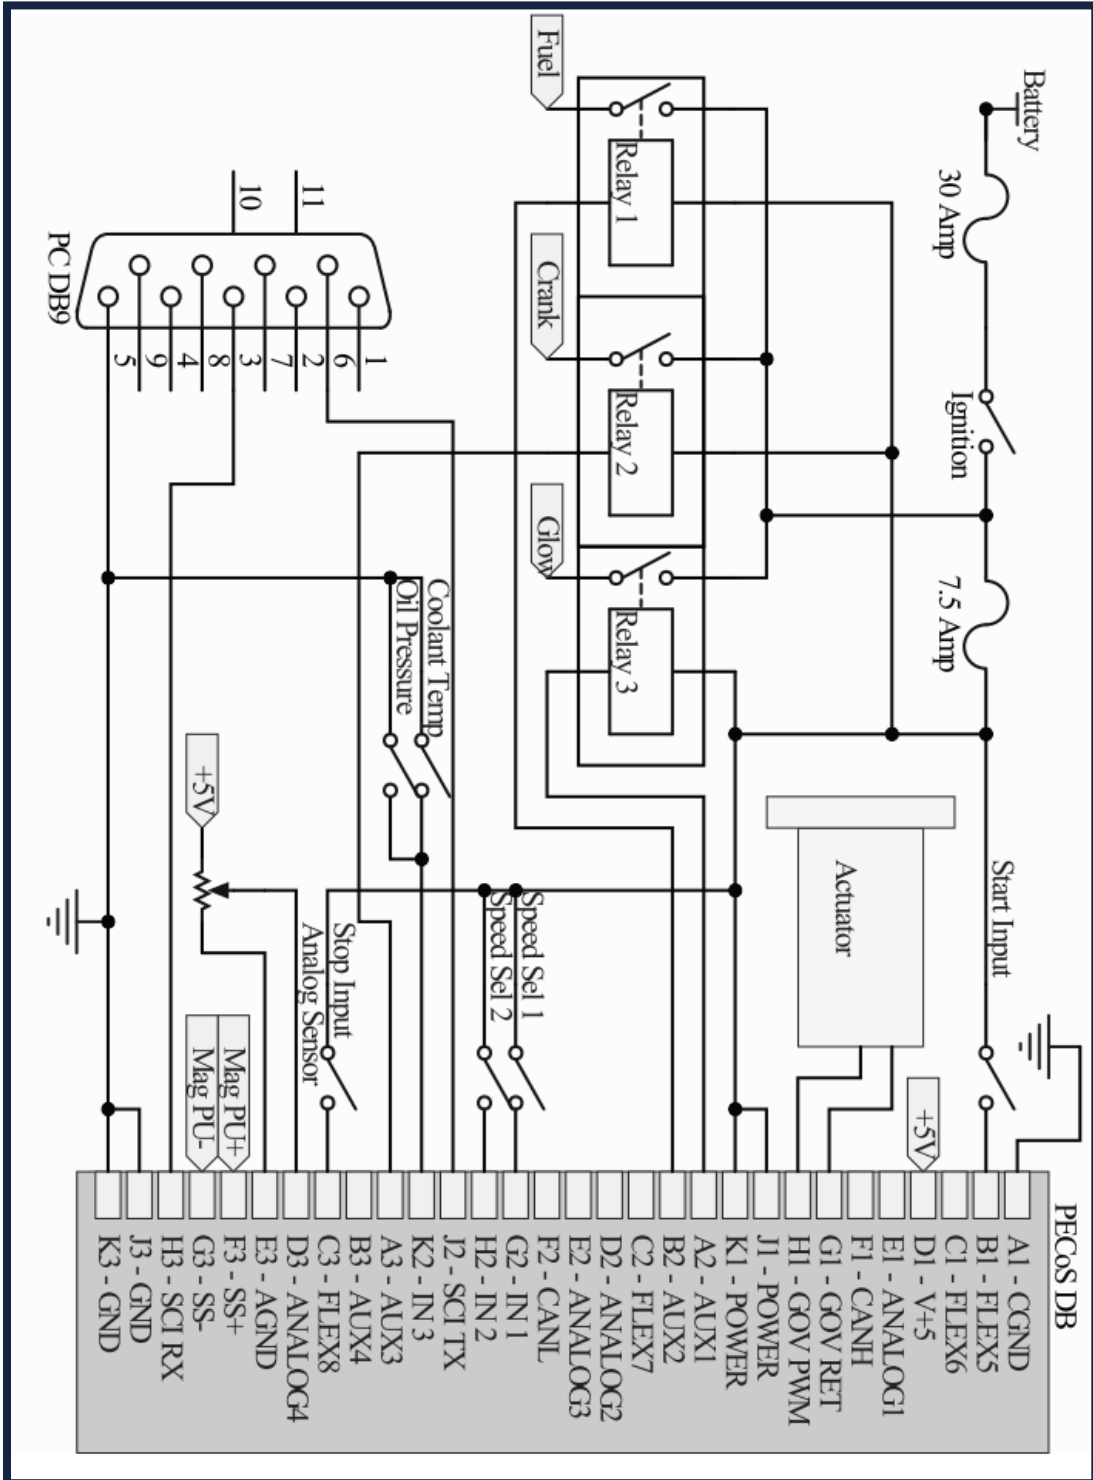 Battery
30 Amp
Ignition
7.5 Amp
Start Input
+5V
Actuator
Fuel
Relay 1
Crank
Relay 2
Glow
Relay 3
Speed Sel 1
Speed Sel 2
Coolant Temp
Oil Pressure
Stop Input
Analog Sensor
+5V
Mag PU+
Mag PU-
11
10
1
6
2
7
3
8
4
9
5
PC DB9
PECoS DB
A1 - CGND
B1 - FLEX5
C1 - FLEX6
D1 - V+5
E1 - ANALOG1
F1 - CANH
G1 - GOV RET
H1 - GOV PWM
J1 - POWER
K1 - POWER
A2 - AUX1
B2 - AUX2
C2 - FLEX7
D2 - ANALOG2
E2 - ANALOG3
F2 - CANL
G2 - IN 1
H2 - IN 2
J2 - SCI TX
K2 - IN 3
A3 - AUX3
B3 - AUX4
C3 - FLEX8
D3 - ANALOG4
E3 - AGND
F3 - SS+
G3 - SS-
H3 - SCI RX
J3 - GND
K3 - GND